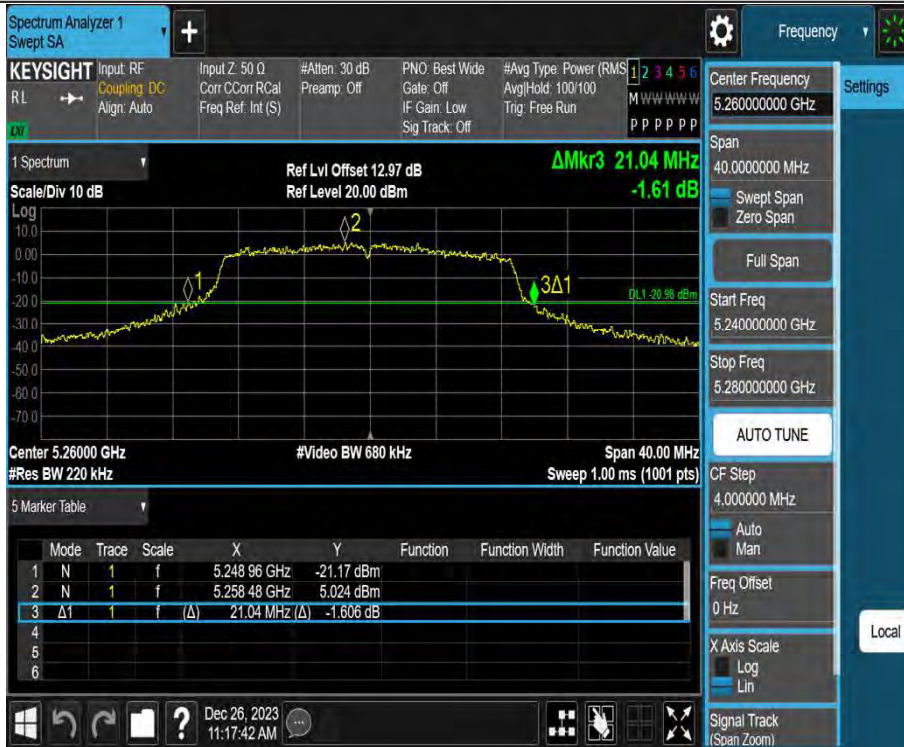 Spectrum Analyzer 1
Swept SA
+
Frequency
KEYSIGHT
RL
LXI
Input: RF
Coupling: DC
Align: Auto
Input Z: 50 Ω
Corr CCorr RCal
Freq Ref: Int (S)
#Atten: 30 dB
Preamp: Off
PNO: Best Wide
Gate: Off
IF Gain: Low
Sig Track: Off
#Avg Type: Power (RMS
Avg|Hold: 100/100
Trig: Free Run
1 2 3 4 5 6
M W W W W W
P P P P P P
Center Frequency
5.260000000 GHz
Settings
1 Spectrum
Scale/Div 10 dB
Ref Lvl Offset 12.97 dB
Ref Level 20.00 dBm
ΔMkr3 21.04 MHz
-1.61 dB
Log
10.0
0.00
-10.0
-20.0
-30.0
-40.0
-50.0
-60.0
-70.0
1
2
3Δ1
DL1 -20.98 dBm
Center 5.26000 GHz
#Video BW 680 kHz
Span 40.00 MHz
#Res BW 220 kHz
Sweep 1.00 ms (1001 pts)
Span
40.0000000 MHz
Swept Span
Zero Span
Full Span
Start Freq
5.240000000 GHz
Stop Freq
5.280000000 GHz
AUTO TUNE
CF Step
4.000000 MHz
Auto
Man
Freq Offset
0 Hz
X Axis Scale
Log
Lin
Signal Track
(Span Zoom)
Local
5 Marker Table
Mode Trace Scale X Y Function Function Width Function Value
1 N 1 f 5.248 96 GHz -21.17 dBm
2 N 1 f 5.258 48 GHz 5.024 dBm
3 Δ1 1 f (Δ) 21.04 MHz (Δ) -1.606 dB
4
5
6
?
Dec 26, 2023
11:17:42 AM